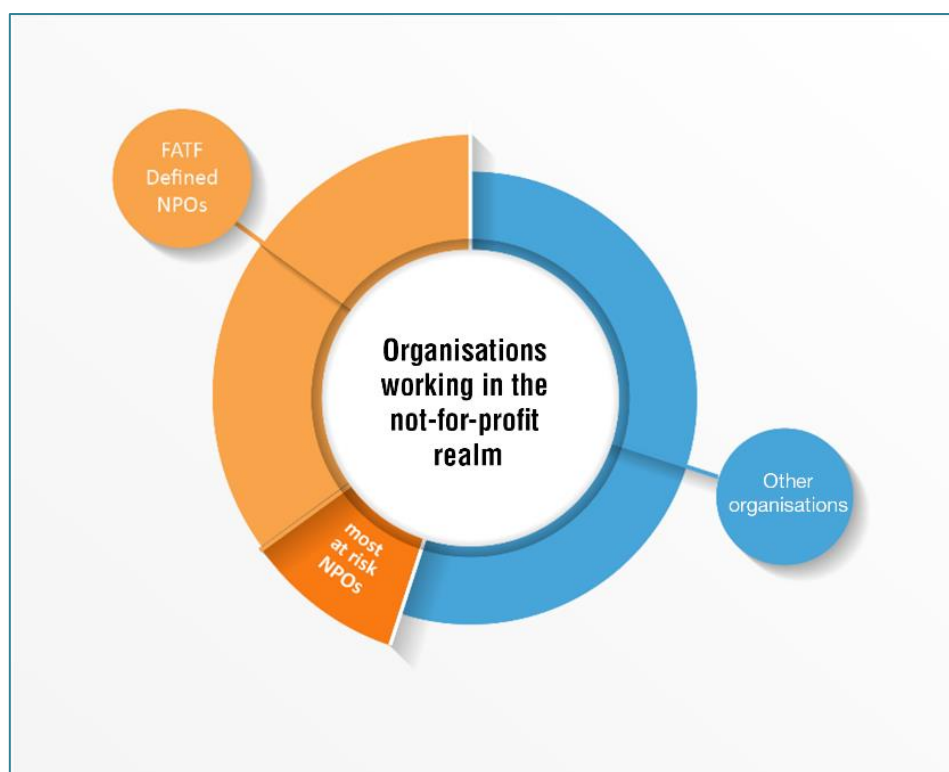 FATF
Defined
NPOs
Organisations
working in the
not-for-profit
realm
Other
organisations
most
at risk
NPOs